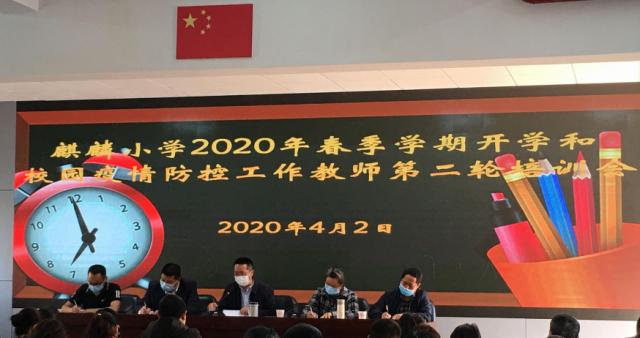 麒麟小学2020年春季学期开学和
校园疫情防控工作教师第二轮培训会
2020年4月2日
12